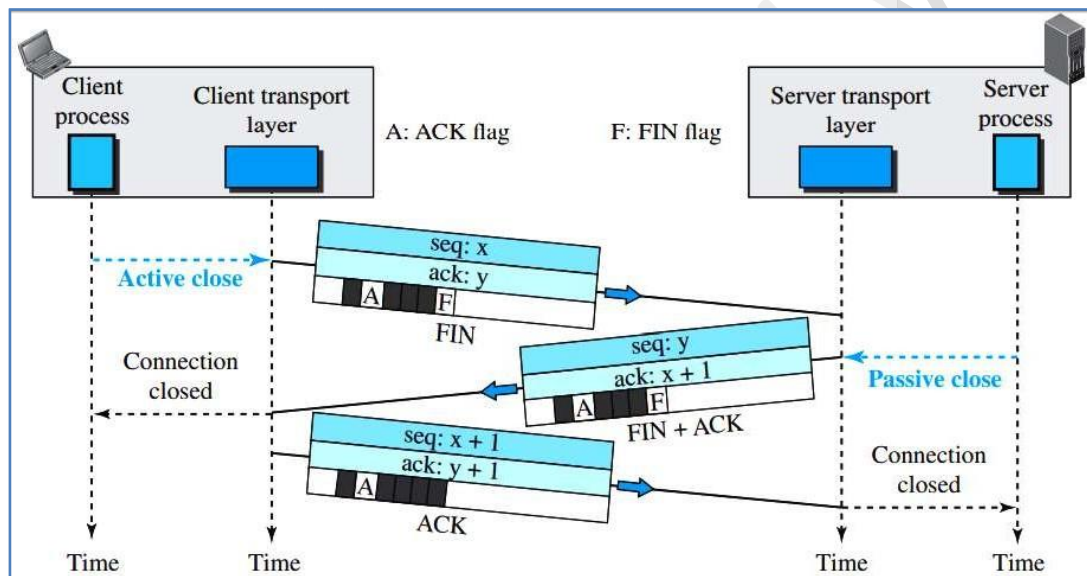 Client
process
Client transport
layer
A: ACK flag
F: FIN flag
Server transport
layer
Server
process
Active close
seq: x
ack: y
A
F
FIN
seq: y
ack: x + 1
A
F
FIN + ACK
Passive close
Connection
closed
seq: x + 1
ack: y + 1
A
ACK
Connection
closed
Time
Time
Time
Time